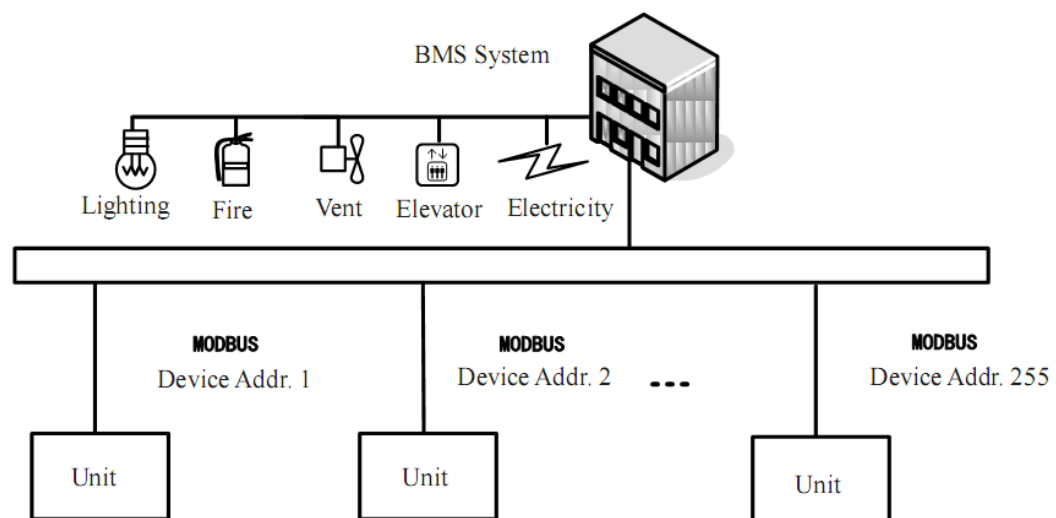 BMS System
Lighting
Fire
Vent
Elevator
Electricity
MODBUS
Device Addr. 1
MODBUS
Device Addr. 2
MODBUS
Device Addr. 255
Unit
Unit
Unit